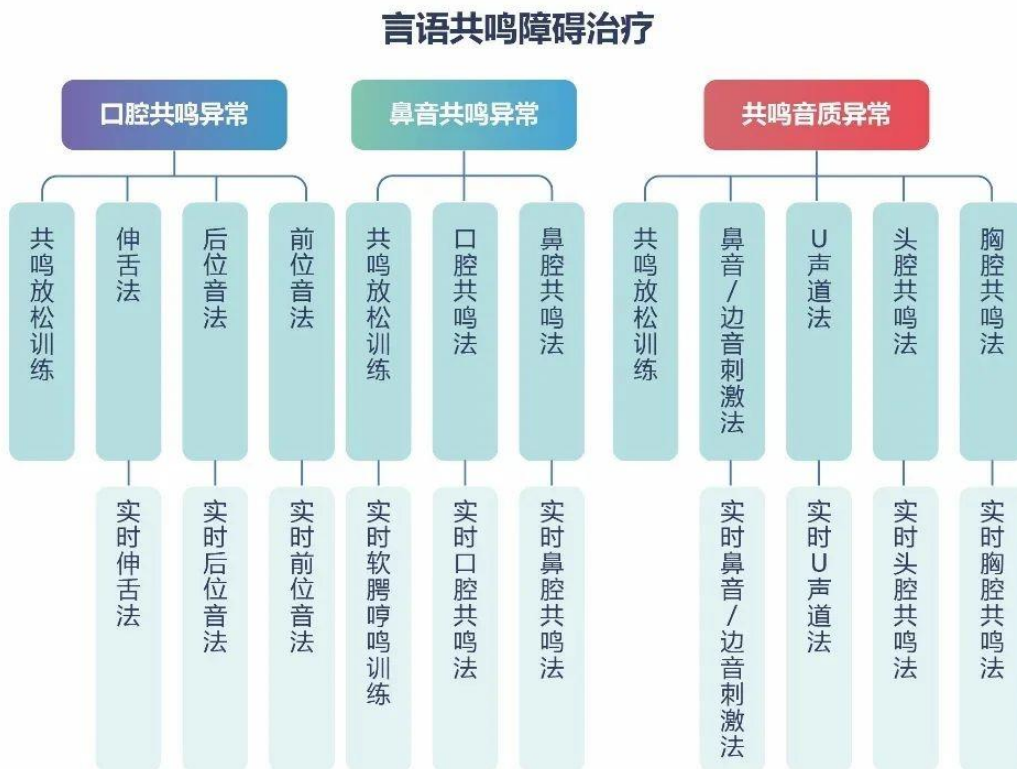 言语共鸣障碍治疗
口腔共鸣异常
鼻音共鸣异常
共鸣音质异常
共鸣放松训练
伸舌法
后位音法
前位音法
共鸣放松训练
口腔共鸣法
鼻腔共鸣法
共鸣放松训练
鼻音/边音刺激法
U声道法
头腔共鸣法
胸腔共鸣法
实时伸舌法
实时后位音法
实时前位音法
实时软腭哼鸣训练
实时口腔共鸣法
实时鼻腔共鸣法
实时鼻音/边音刺激法
实时U声道法
实时头腔共鸣法
实时胸腔共鸣法